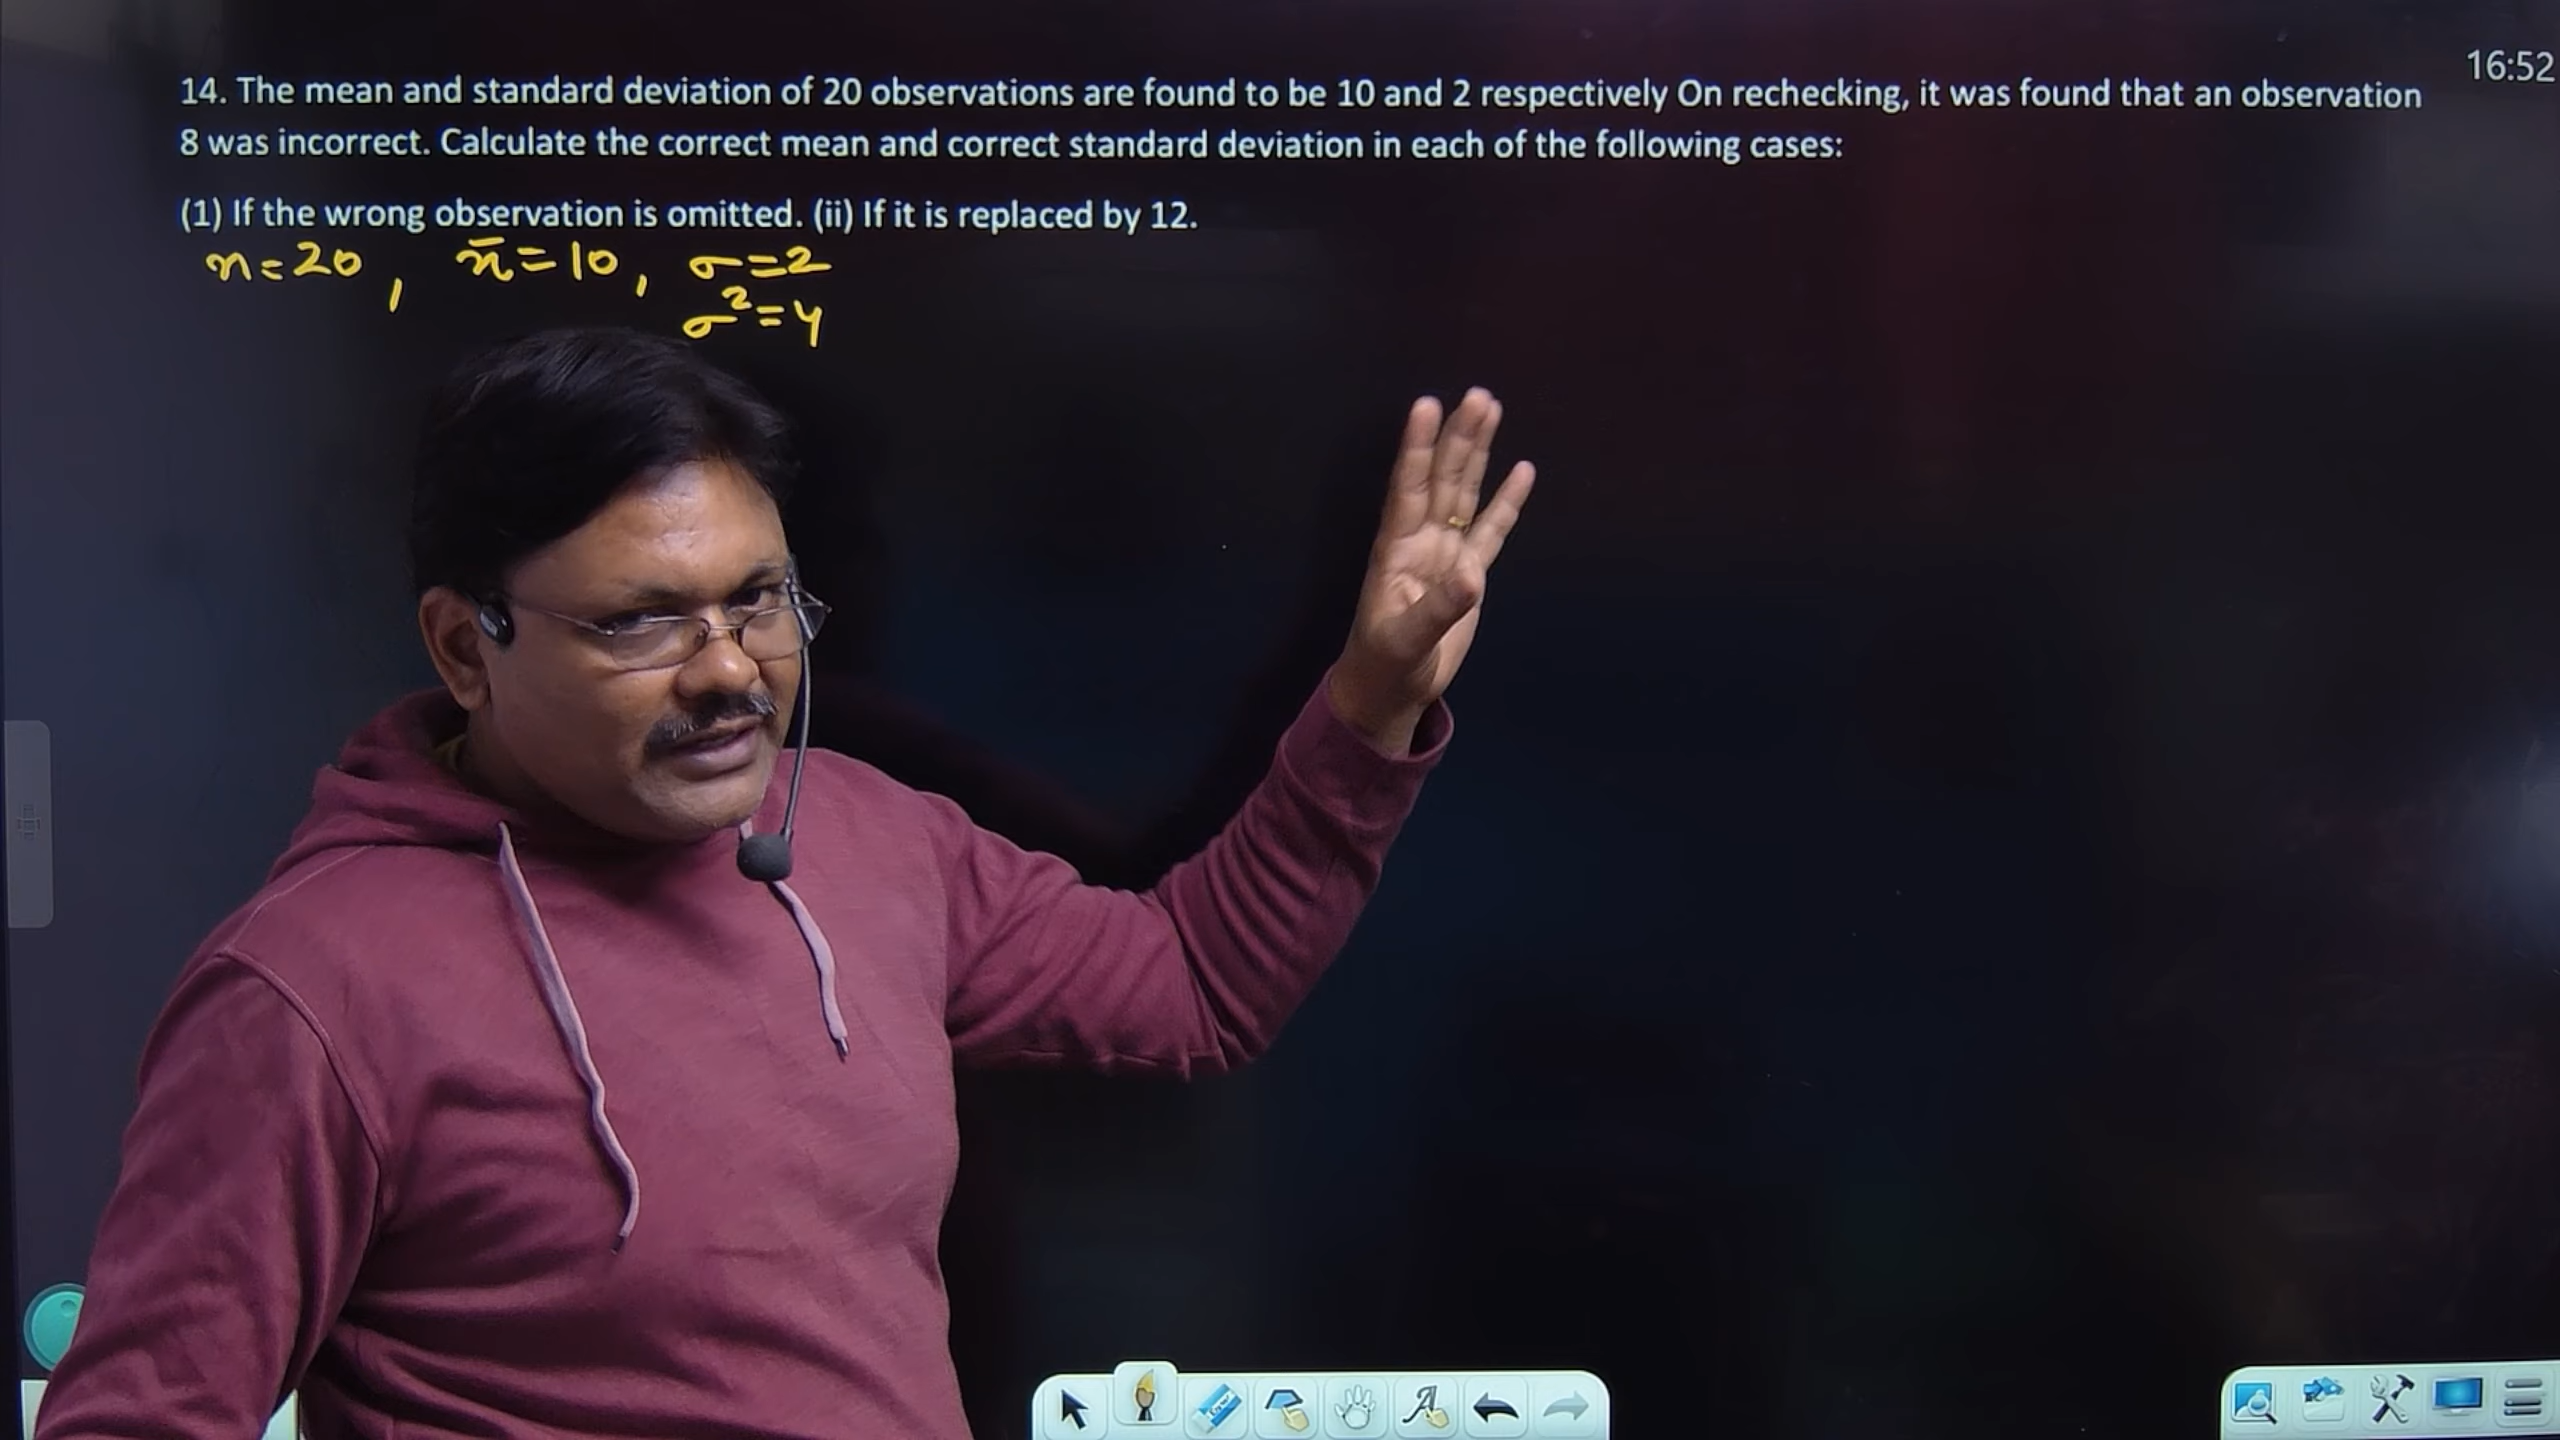 16:52
14. The mean and standard deviation of 20 observations are found to be 10 and 2 respectively On rechecking, it was found that an observation
8 was incorrect. Calculate the correct mean and correct standard deviation in each of the following cases:
(1) If the wrong observation is omitted. (ii) If it is replaced by 12.
n=20, x̄=10, σ=2
σ²=4